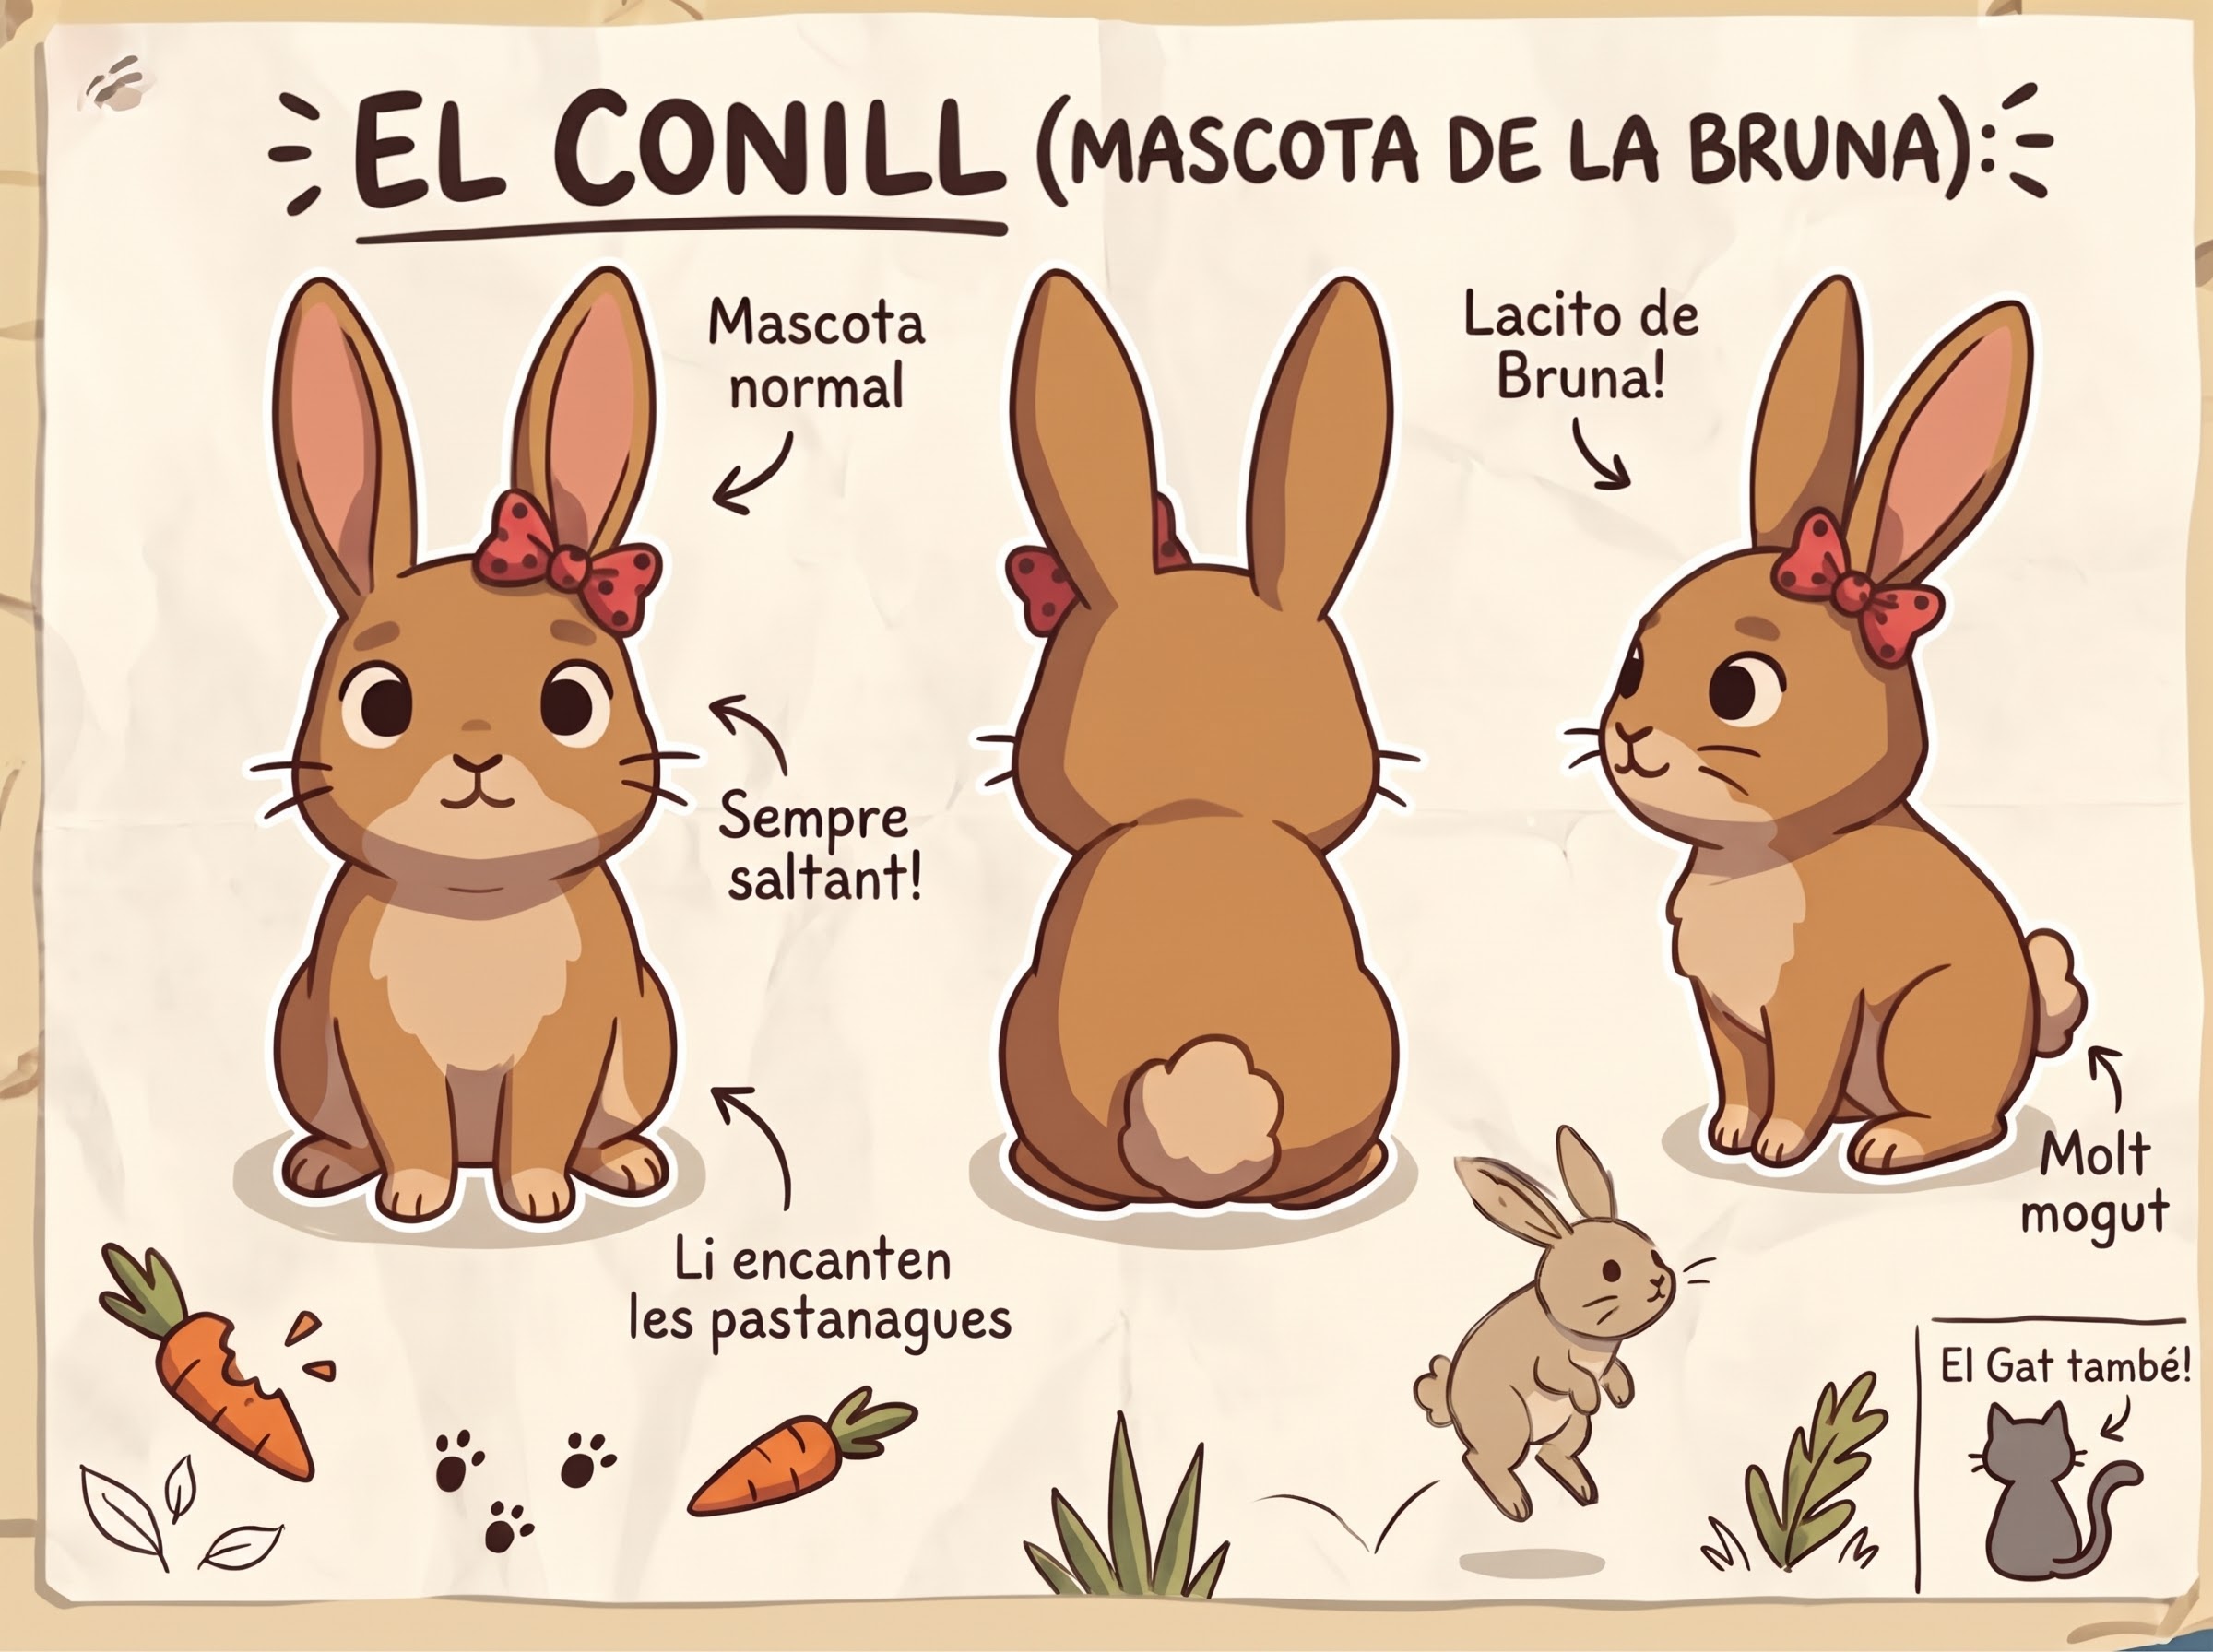 EL CONILL (MASCOTA DE LA BRUNA):
Mascota
normal
Lacito de
Bruna!
Sempre
saltant!
Molt
mogut
Li encanten
les pastanagues
El Gat també!